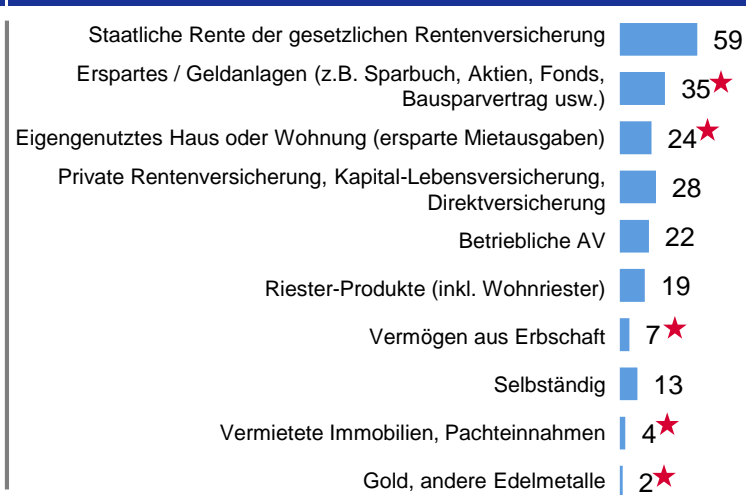 Staatliche Rente der gesetzlichen Rentenversicherung 59
Erspartes / Geldanlagen (z.B. Sparbuch, Aktien, Fonds,
Bausparvertrag usw.) 35
Eigengenutztes Haus oder Wohnung (ersparte Mietausgaben) 24
Private Rentenversicherung, Kapital-Lebensversicherung,
Direktversicherung 28
Betriebliche AV 22
Riester-Produkte (inkl. Wohnriester) 19
Vermögen aus Erbschaft 7
Selbständig 13
Vermietete Immobilien, Pachteinnahmen 4
Gold, andere Edelmetalle 2